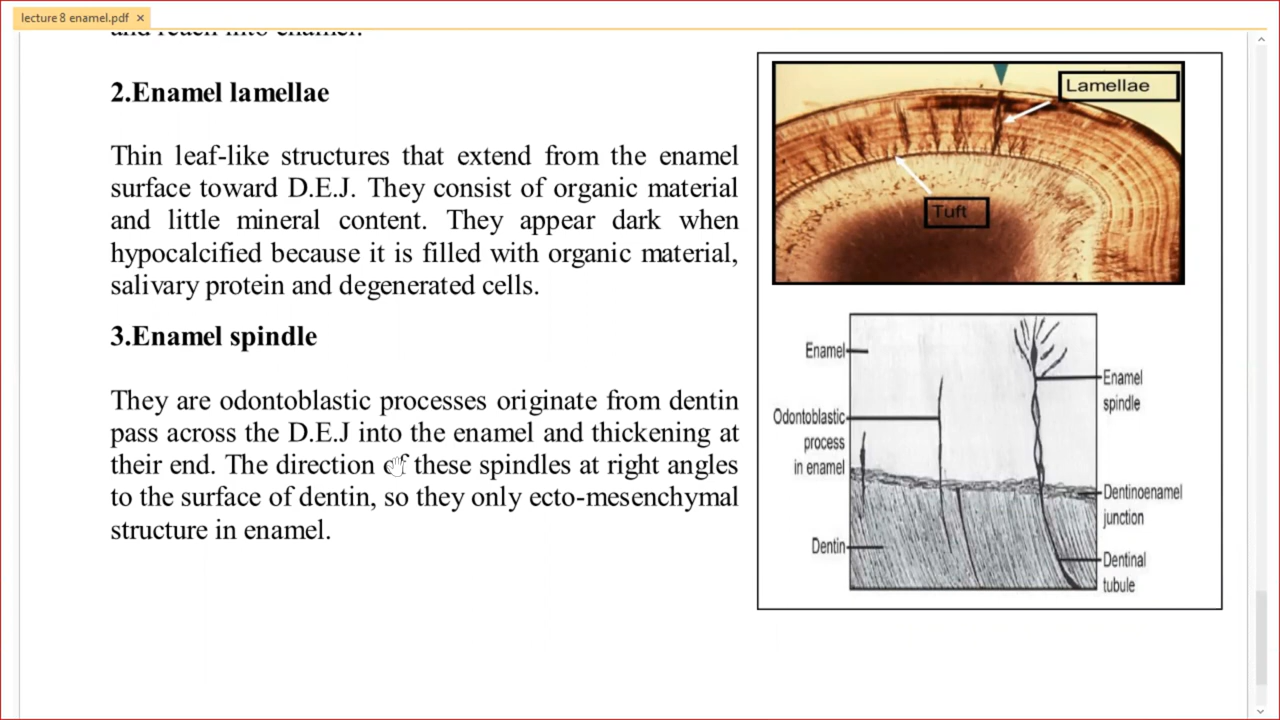 lecture 8 enamel.pdf ×
and reach into enamel.
2.Enamel lamellae
Thin leaf-like structures that extend from the enamel
surface toward D.E.J. They consist of organic material
and little mineral content. They appear dark when
hypocalcified because it is filled with organic material,
salivary protein and degenerated cells.
3.Enamel spindle
They are odontoblastic processes originate from dentin
pass across the D.E.J into the enamel and thickening at
their end. The direction of these spindles at right angles
to the surface of dentin, so they only ecto-mesenchymal
structure in enamel.
Lamellae
Tuft
Enamel
Odontoblastic
process
in enamel
Dentin
Enamel
spindle
Dentinoenamel
junction
Dentinal
tubule